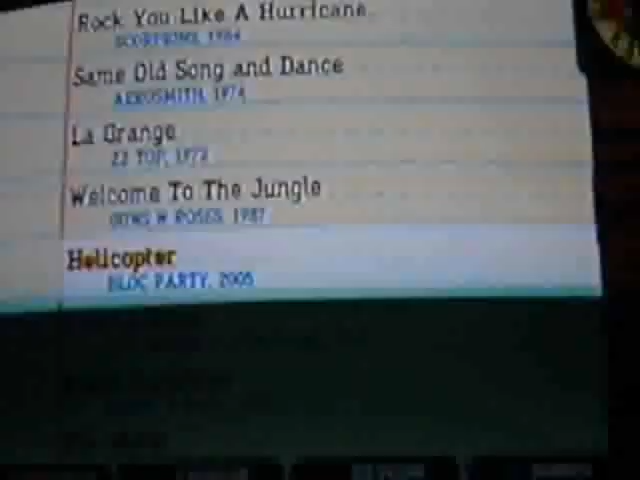 Rock You Like A Hurricane
SCORPIONS, 1984
Same Old Song and Dance
AEROSMITH, 1974
La Grange
ZZ TOP, 1973
Welcome To The Jungle
GUNS N ROSES, 1987
Helicopter
BLOC PARTY, 2005